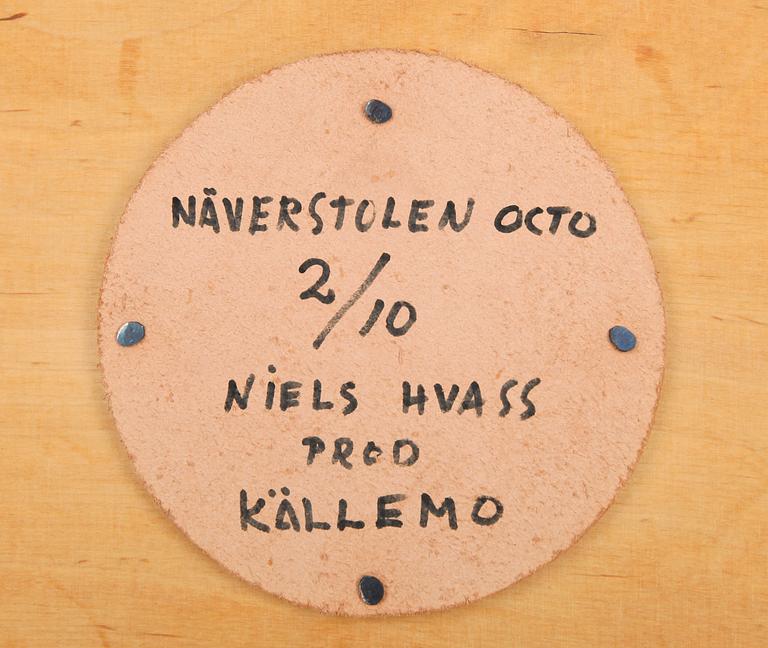 NÄVERSTOLEN OCTO
2/10
NIELS HVASS
PROD
KÄLLEMO